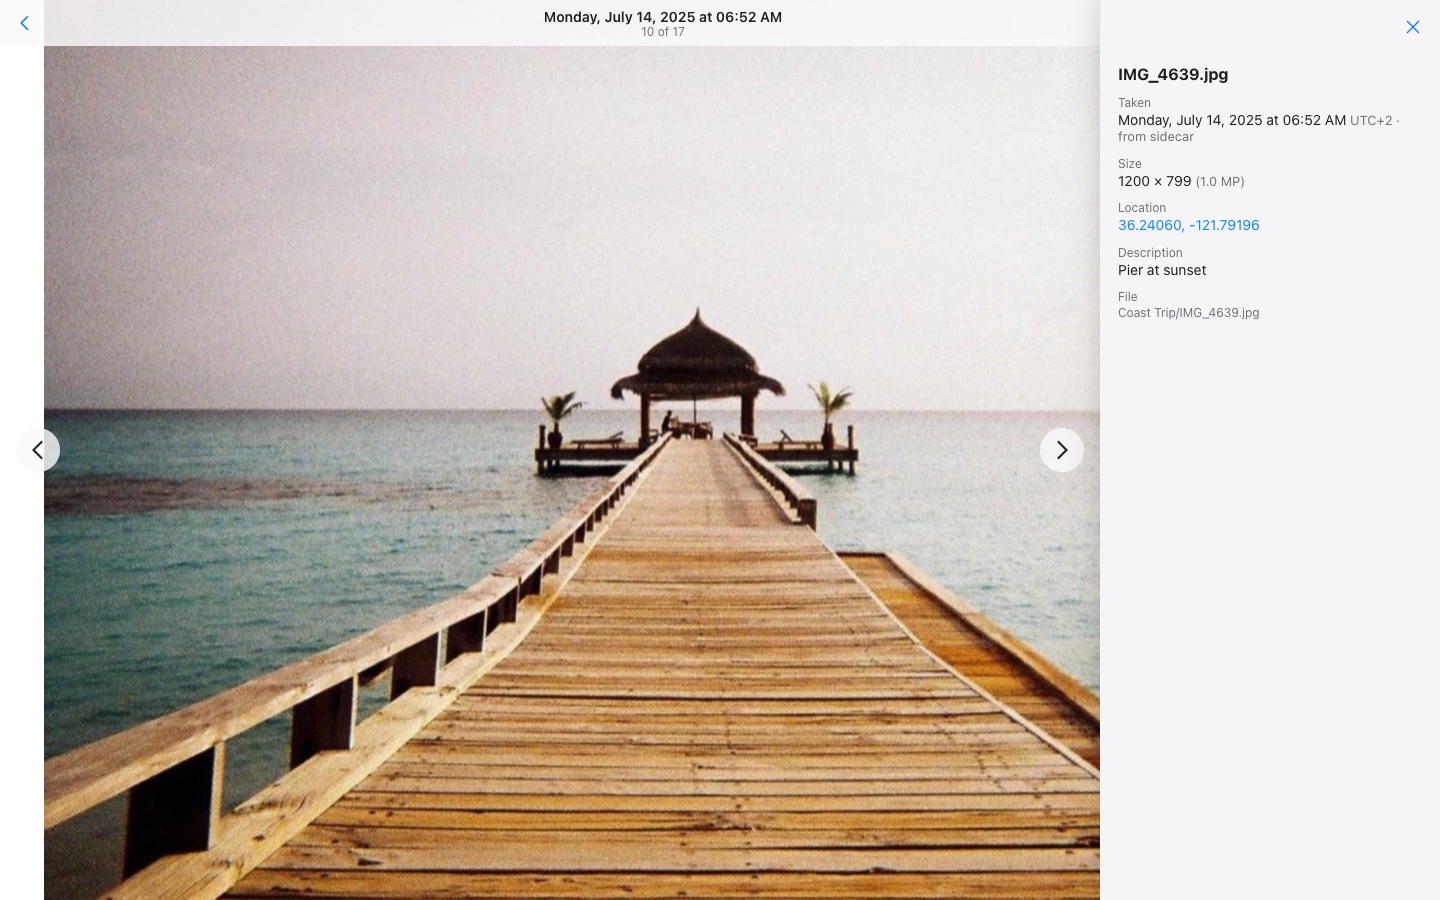 Monday, July 14, 2025 at 06:52 AM
10 of 17
IMG_4639.jpg
Taken
Monday, July 14, 2025 at 06:52 AM UTC+2 ·
from sidecar
Size
1200 × 799 (1.0 MP)
Location
36.24060, -121.79196
Description
Pier at sunset
File
Coast Trip/IMG_4639.jpg